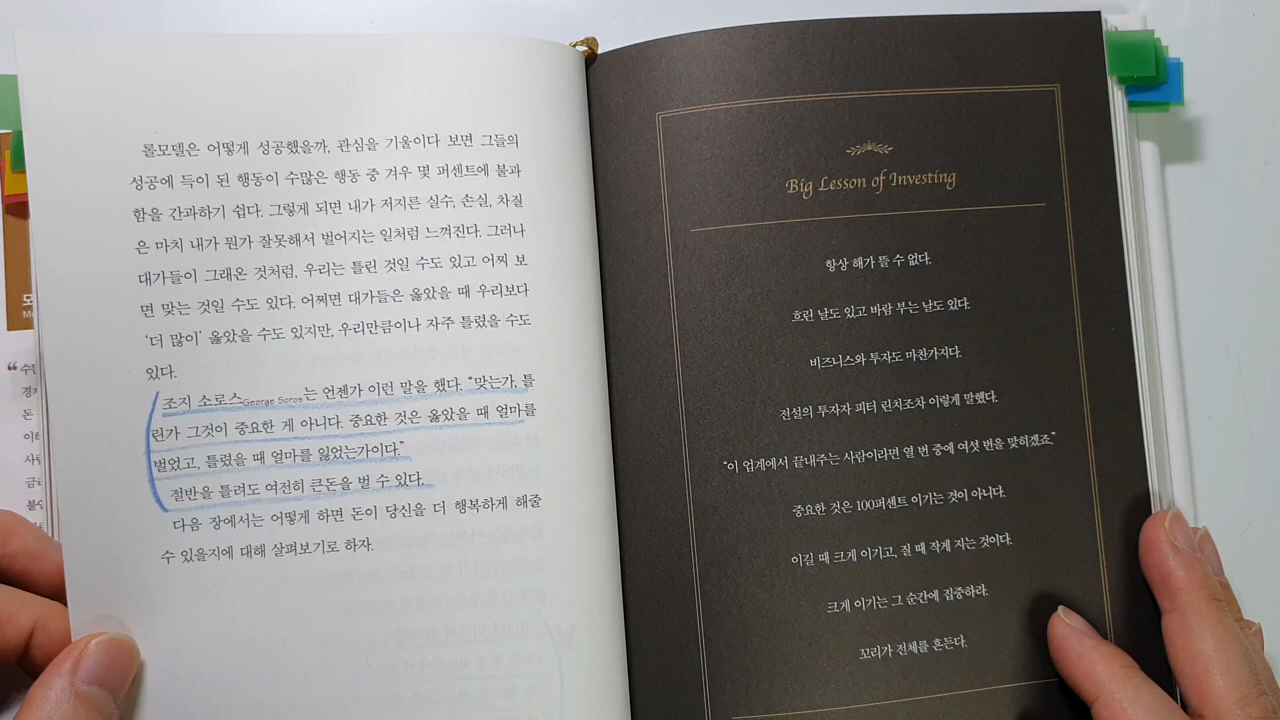 롤모델은 어떻게 성공했을까, 관심을 기울이다 보면 그들의
성공에 득이 된 행동이 수많은 행동 중 겨우 몇 퍼센트에 불과
함을 간과하기 쉽다. 그렇게 되면 내가 저지른 실수, 손실, 차질
은 마치 내가 뭔가 잘못해서 벌어지는 일처럼 느껴진다. 그러나
대가들이 그래온 것처럼, 우리는 틀린 것일 수도 있고 어찌 보
면 맞는 것일 수도 있다. 어쩌면 대가들은 옳았을 때 우리보다
‘더 많이’ 옳았을 수도 있지만, 우리만큼이나 자주 틀렸을 수도
있다.
조지 소로스George Soros는 언젠가 이런 말을 했다. “맞는가, 틀
린가 그것이 중요한 게 아니다. 중요한 것은 옳았을 때 얼마를
벌었고, 틀렸을 때 얼마를 잃었는가이다.”
절반을 틀려도 여전히 큰돈을 벌 수 있다.
다음 장에서는 어떻게 하면 돈이 당신을 더 행복하게 해줄
수 있을지에 대해 살펴보기로 하자.
Big Lesson of Investing
항상 해가 뜰 수 없다.
흐린 날도 있고 바람 부는 날도 있다.
비즈니스와 투자도 마찬가지다.
전설의 투자자 피터 린치조차 이렇게 말했다.
“이 업계에서 끝내주는 사람이라면 열 번 중에 여섯 번을 맞히겠죠.”
중요한 것은 100퍼센트 이기는 것이 아니다.
이길 때 크게 이기고, 질 때 작게 지는 것이다.
크게 이기는 그 순간에 집중하라.
꼬리가 전체를 흔든다.